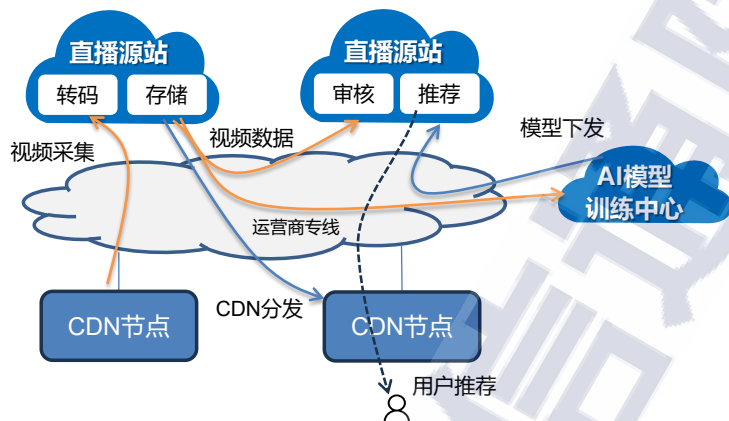 直播源站
直播源站
转码
存储
审核
推荐
模型下发
视频数据
视频采集
AI模型
训练中心
运营商专线
CDN分发
CDN节点
CDN节点
用户推荐